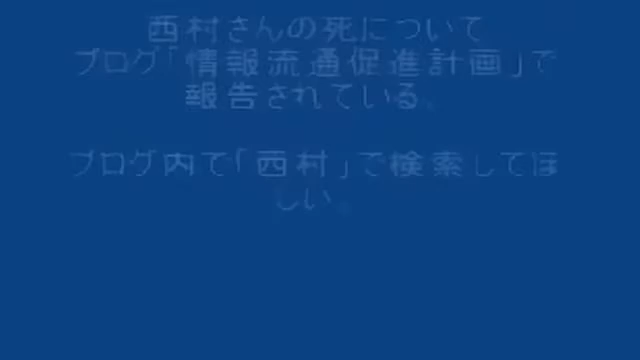 西村さんの死について
ブログ「情報流通促進計画」で
報告されている。
ブログ内で「西村」で検索してほ
しい。